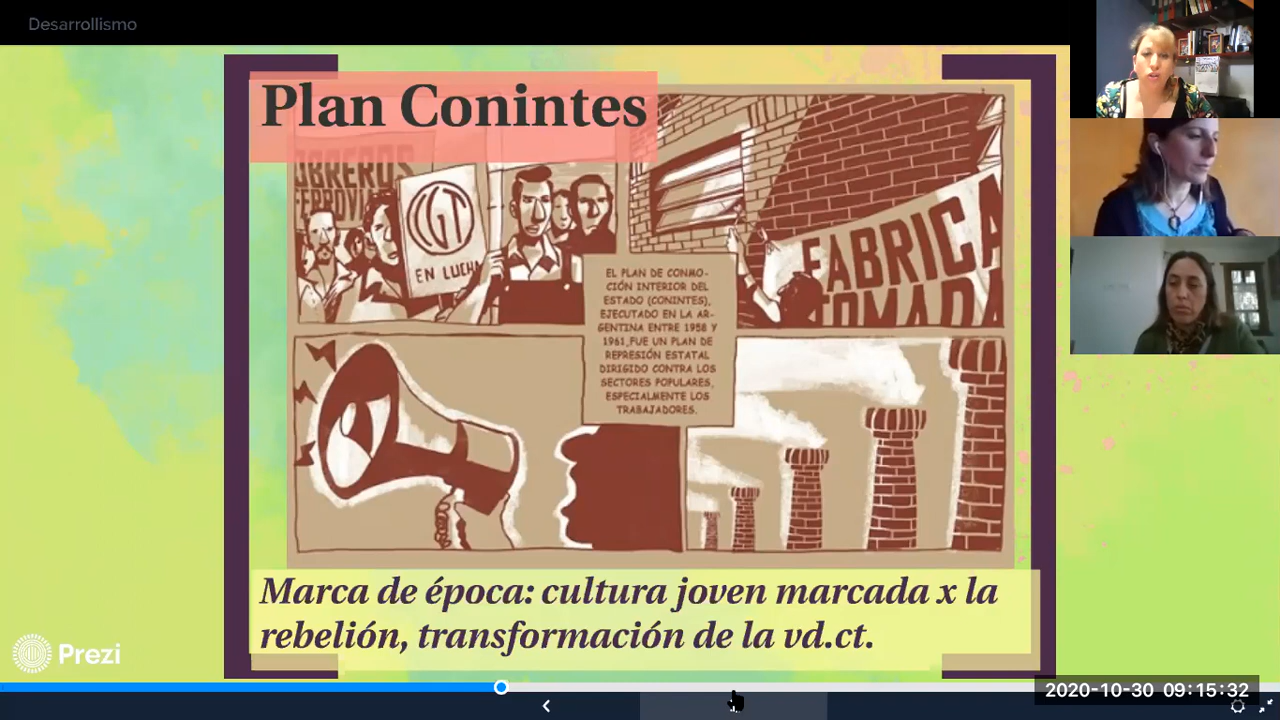 Desarrollismo
Plan Conintes
OBREROS
FERROVI
CGT
EN LUCHA
FABRICA
TOMADA
EL PLAN DE CONMO-
CIÓN INTERIOR DEL
ESTADO (CONINTES),
EJECUTADO EN LA AR-
GENTINA ENTRE 1958 Y
1961,FUE UN PLAN DE
REPRESIÓN ESTATAL
DIRIGIDO CONTRA LOS
SECTORES POPULARES,
ESPECIALMENTE LOS
TRABAJADORES.
Marca de época: cultura joven marcada x la
rebelión, transformación de la vd.ct.
Prezi
2020-10-30 09:15:32